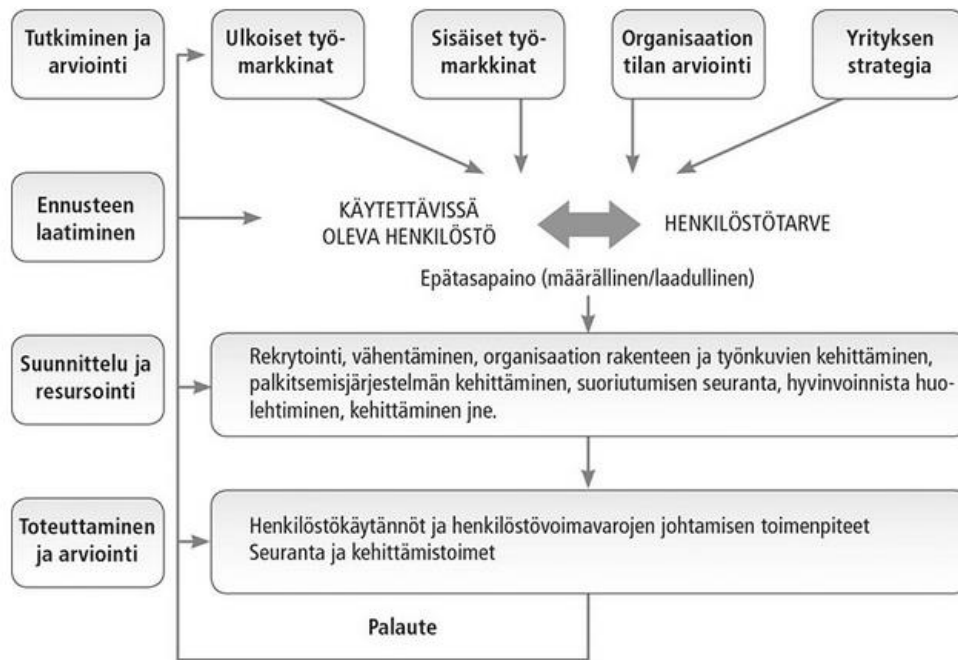 Tutkiminen ja
arviointi
Ulkoiset työ-
markkinat
Sisäiset työ-
markkinat
Organisaation
tilan arviointi
Yrityksen
strategia
Ennusteen
laatiminen
KÄYTETTÄVISSÄ
OLEVA HENKILÖSTÖ
HENKILÖSTÖTARVE
Epätasapaino (määrällinen/laadullinen)
Suunnittelu ja
resursointi
Rekrytointi, vähentäminen, organisaation rakenteen ja työnkuvien kehittäminen,
palkitsemisjärjestelmän kehittäminen, suoriutumisen seuranta, hyvinvoinnista huo-
lehtiminen, kehittäminen jne.
Toteuttaminen
ja arviointi
Henkilöstökäytännöt ja henkilöstövoimavarojen johtamisen toimenpiteet
Seuranta ja kehittämistoimet
Palaute